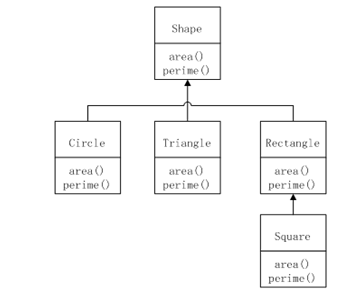 Shape
area()
perime()
Circle
area()
perime()
Triangle
area()
perime()
Rectangle
area()
perime()
Square
area()
perime()